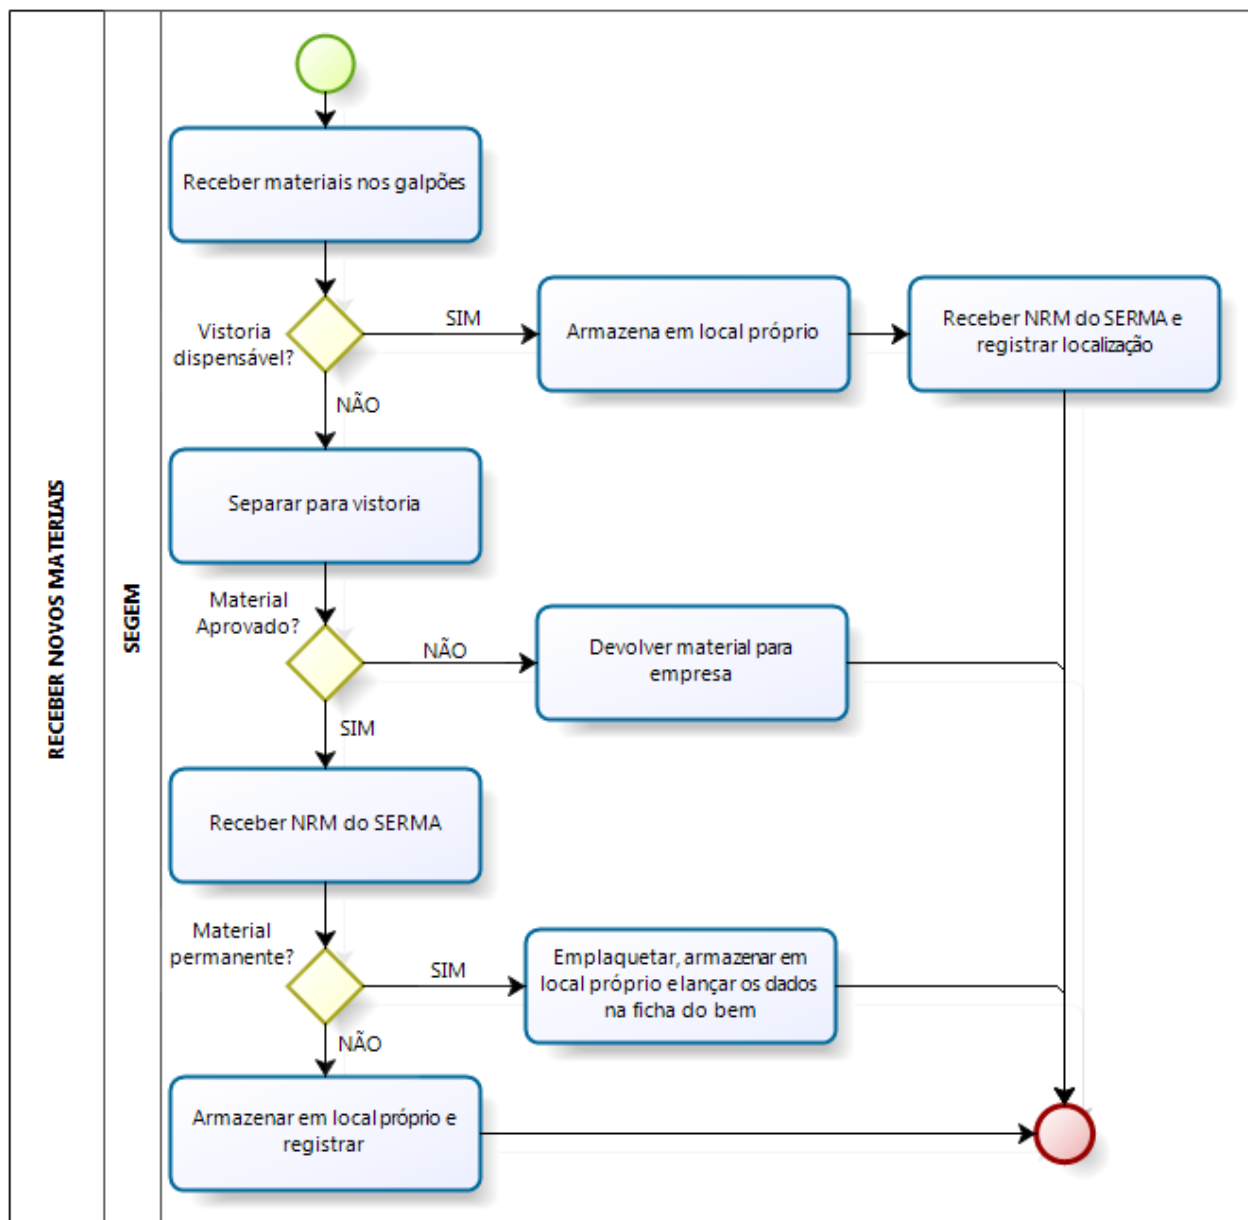 RECEBER NOVOS MATERIAIS
SEGEM
Receber materiais nos galpões
Vistoria
dispensável?
SIM
Armazena em local próprio
Receber NRM do SERMA e
registrar localização
NÃO
Separar para vistoria
Material
Aprovado?
NÃO
Devolver material para
empresa
SIM
Receber NRM do SERMA
Material
permanente?
SIM
Emplaquetar, armazenar em
local próprio e lançar os dados
na ficha do bem
NÃO
Armazenar em local próprio e
registrar